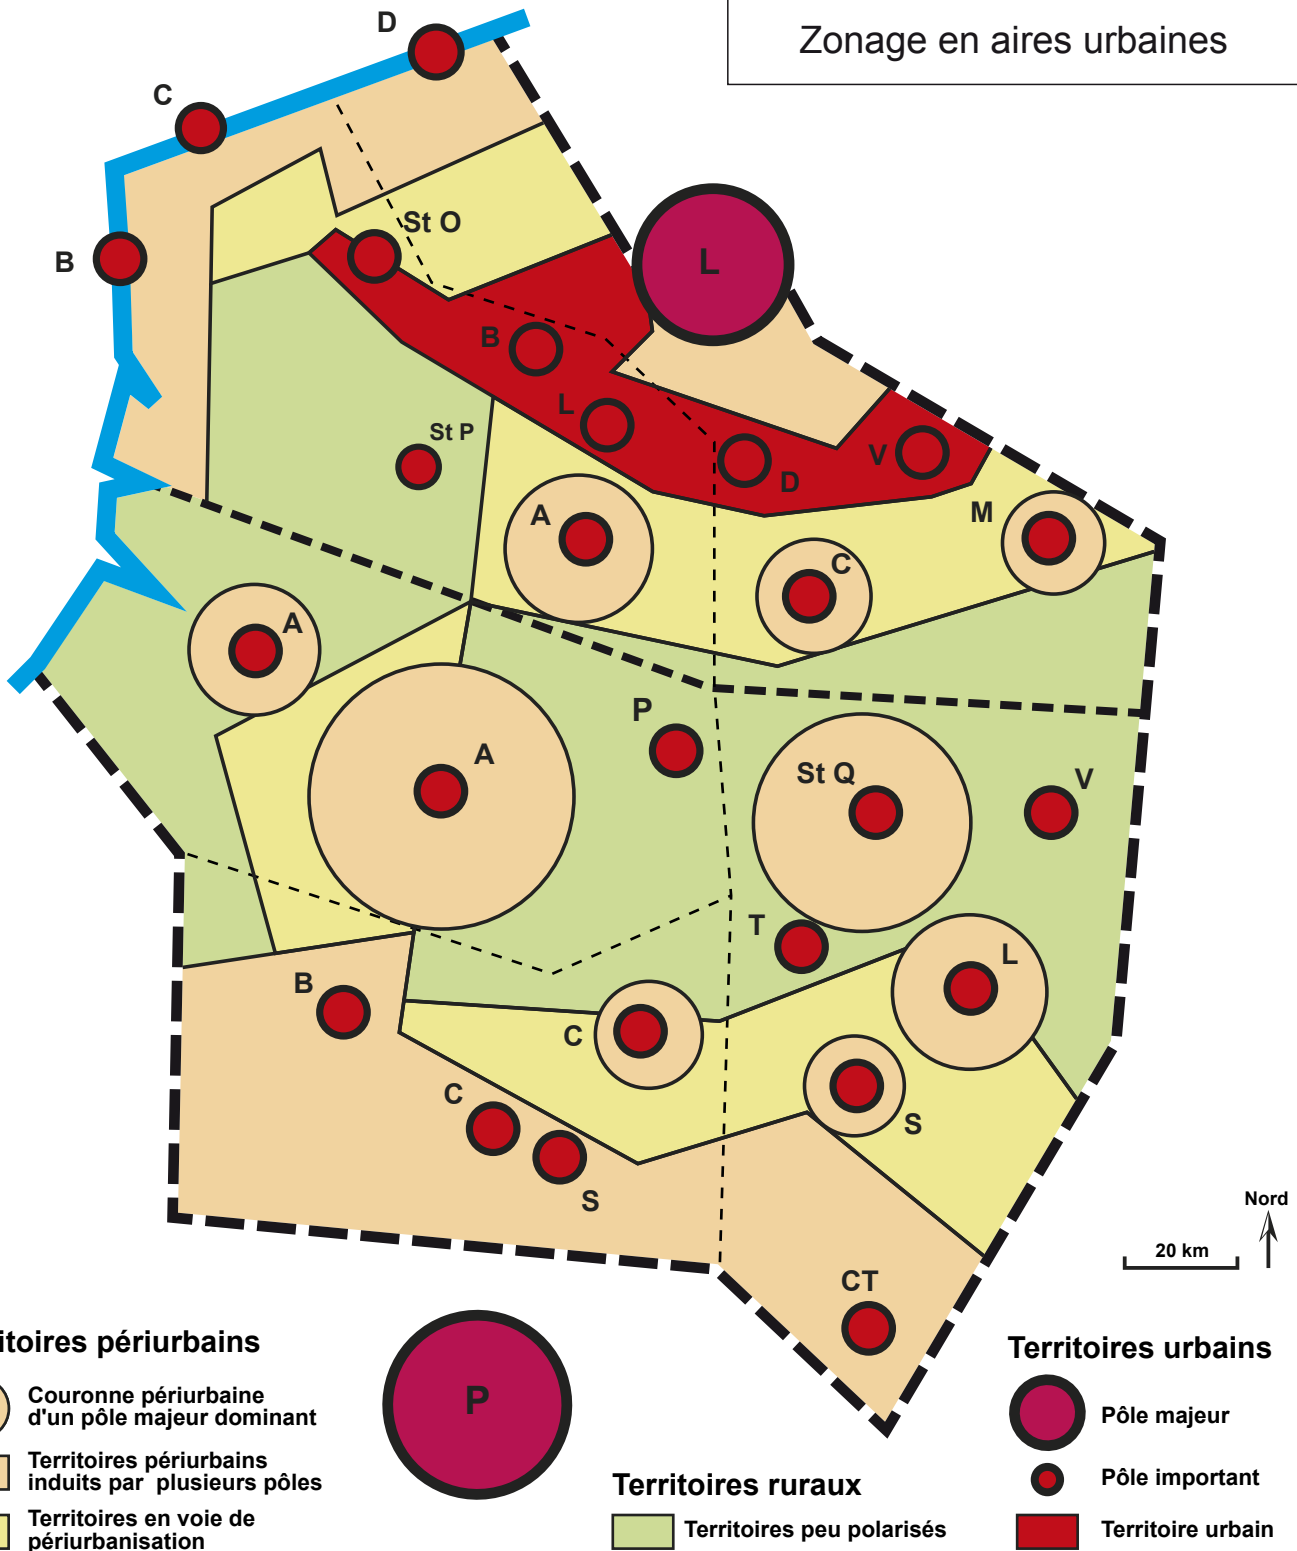 Zonage en aires urbaines
D
C
B
St O
L
B
L
D
V
St P
A
C
M
A
A
P
St Q
V
T
L
B
C
C
S
S
CT
Nord
20 km
itoires périurbains
Couronne périurbaine
d'un pôle majeur dominant
Territoires périurbains
induits par plusieurs pôles
Territoires en voie de
périurbanisation
P
Territoires ruraux
Territoires peu polarisés
Territoires urbains
Pôle majeur
Pôle important
Territoire urbain